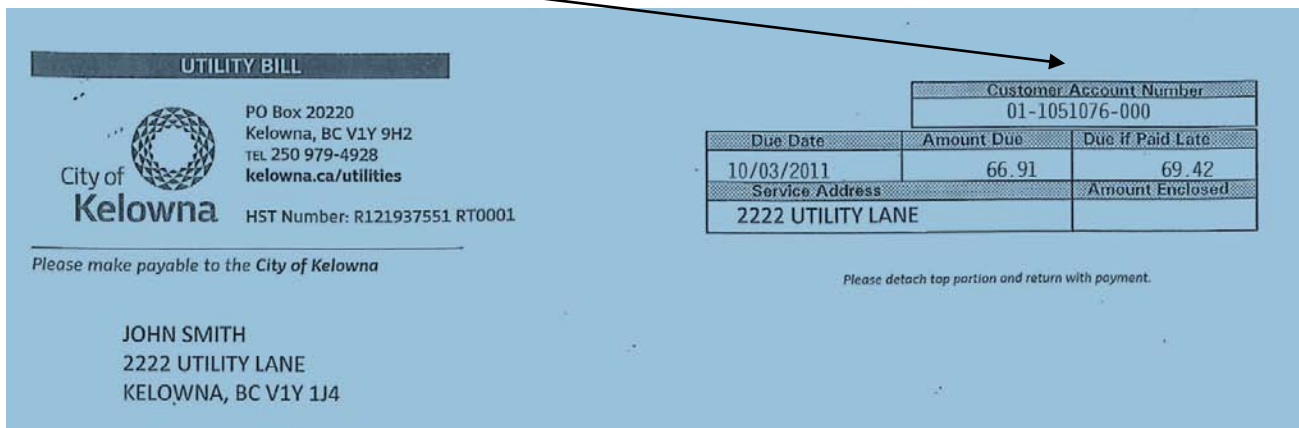 UTILITY BILL
PO Box 20220
Kelowna, BC V1Y 9H2
TEL 250 979-4928
kelowna.ca/utilities
City of
Kelowna
HST Number: R121937551 RT0001
Please make payable to the City of Kelowna
Customer Account Number
01-1051076-000
Due Date Amount Due Due if Paid Late
10/03/2011 66.91 69.42
Service Address Amount Enclosed
2222 UTILITY LANE
Please detach top portion and return with payment.
JOHN SMITH
2222 UTILITY LANE
KELOWNA, BC V1Y 1J4